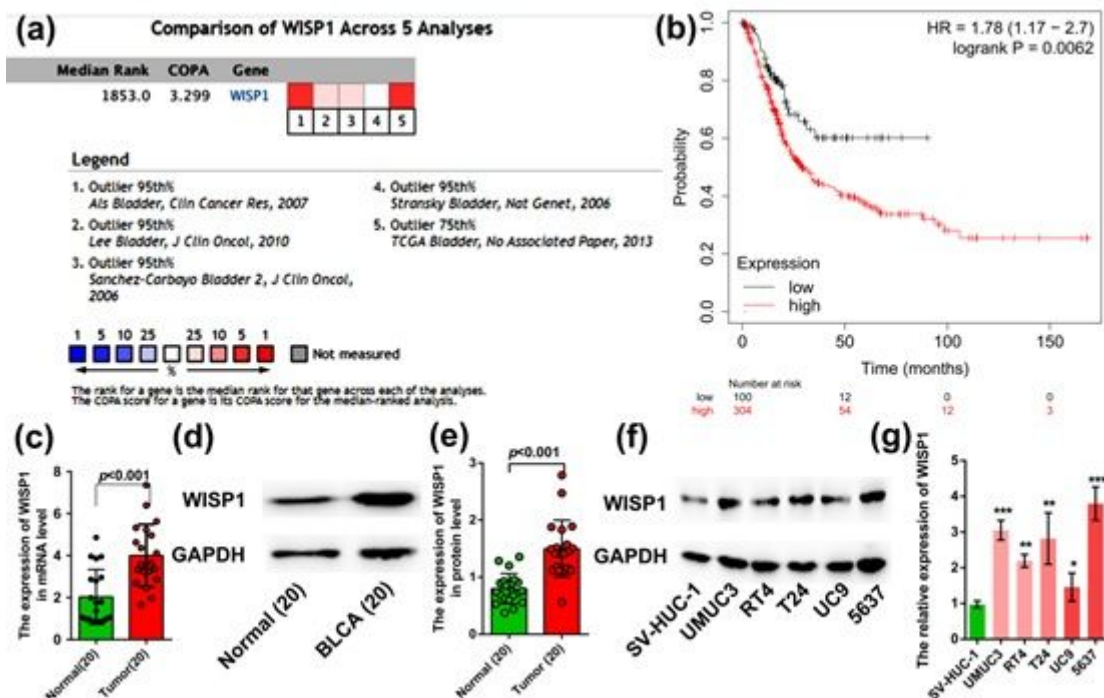 (a)
Comparison of WISP1 Across 5 Analyses
Median Rank COPA Gene
1853.0 3.299 WISP1
1 2 3 4 5
Legend
1. Outlier 95th%
Als Bladder, Clin Cancer Res, 2007
2. Outlier 95th%
Lee Bladder, J Clin Oncol, 2010
3. Outlier 95th%
Sanchez-Carbayo Bladder 2, J Clin Oncol,
2006
4. Outlier 95th%
Stransky Bladder, Nat Genet, 2006
5. Outlier 75th%
TCGA Bladder, No Associated Paper, 2013
1 5 10 25 25 10 5 1
%
Not measured
The rank for a gene is the median rank for that gene across each of the analyses.
The COPA score for a gene is its COPA score for the median-ranked analysis.
(b)
HR = 1.78 (1.17 − 2.7)
logrank P = 0.0062
Probability
1.0
0.8
0.6
0.4
0.2
0.0
Expression
low
high
0 50 100 150
Time (months)
Number at risk
low 100 12 0 0
high 304 54 12 3
(c)
The expression of WISP1
in mRNA level
8
6
4
2
0
p<0.001
Normal(20)
Tumor(20)
(d)
WISP1
GAPDH
Normal (20)
BLCA (20)
(e)
The expression of WISP1
in protein level
3
2
1
0
p<0.001
Normal (20)
Tumor (20)
(f)
WISP1
GAPDH
SV-HUC-1
UMUC3
RT4
T24
UC9
5637
(g)
The relative expression of WISP1
5
4
3
2
1
0
*** ** ** * ***
SV-HUC-1
UMUC3
RT4
T24
UC9
5637